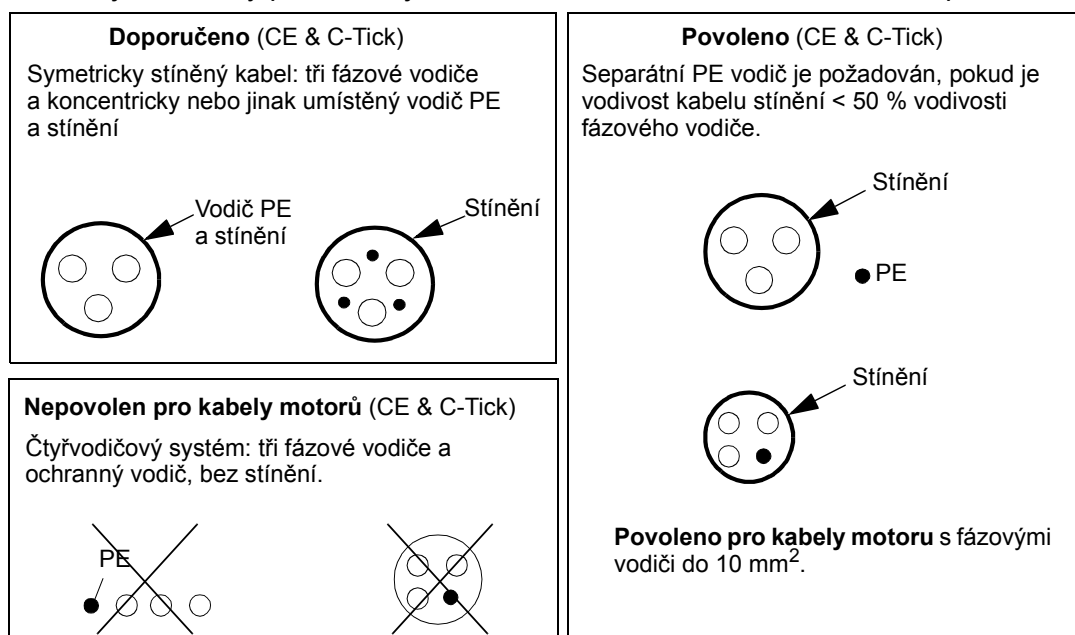 Doporučeno (CE & C-Tick)
Symetricky stíněný kabel: tři fázové vodiče
a koncentricky nebo jinak umístěný vodič PE
a stínění
Vodič PE
a stínění
Stínění
Nepovolen pro kabely motorů (CE & C-Tick)
Čtyřvodičový systém: tři fázové vodiče a
ochranný vodič, bez stínění.
PE
Povoleno (CE & C-Tick)
Separátní PE vodič je požadován, pokud je
vodivost kabelu stínění < 50 % vodivosti
fázového vodiče.
Stínění
PE
Stínění
Povoleno pro kabely motoru s fázovými
vodiči do 10 mm².